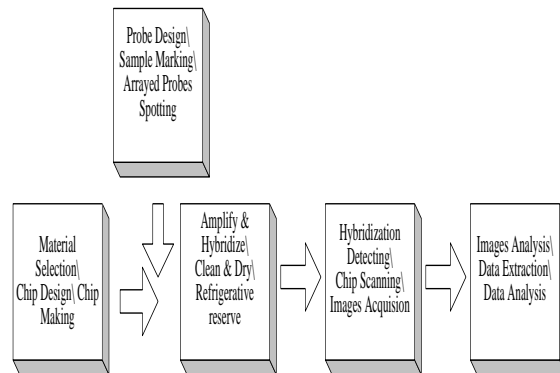 Probe Design\
Sample Marking\
Arrayed Probes
Spotting
Material
Selection\
Chip Design\ Chip
Making
Amplify &
Hybridize\
Clean & Dry\
Refrigerative
reserve
Hybridization
Detecting\
Chip Scanning\
Images Acquision
Images Analysis\
Data Extraction\
Data Analysis